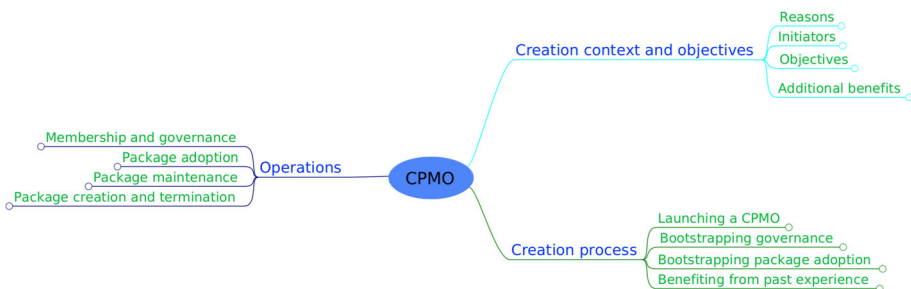 Reasons
Initiators
Creation context and objectives
Objectives
Additional benefits
Membership and governance
Package adoption
Operations
Package maintenance
Package creation and termination
CPMO
Launching a CPMO
Bootstrapping governance
Creation process
Bootstrapping package adoption
Benefiting from past experience